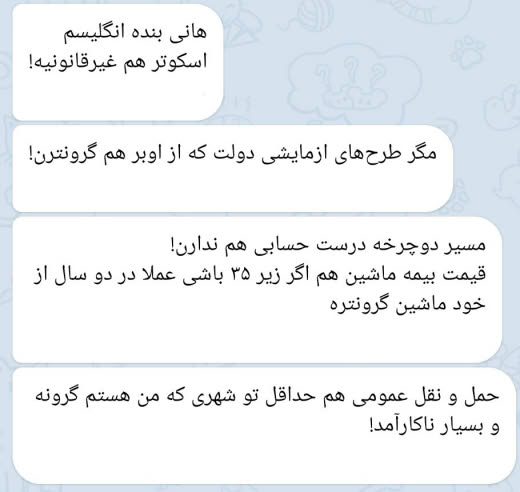 هانی بنده انگلیسم
اسکوتر هم غیرقانونیه!
مگر طرح‌های ازمایشی دولت که از اوبر هم گرونترن!
مسیر دوچرخه درست حسابی هم ندارن!
قیمت بیمه ماشین هم اگر زیر ۳۵ باشی عملا در دو سال از
خود ماشین گرونتره
حمل و نقل عمومی هم حداقل تو شهری که من هستم گرونه
و بسیار ناکارآمد!